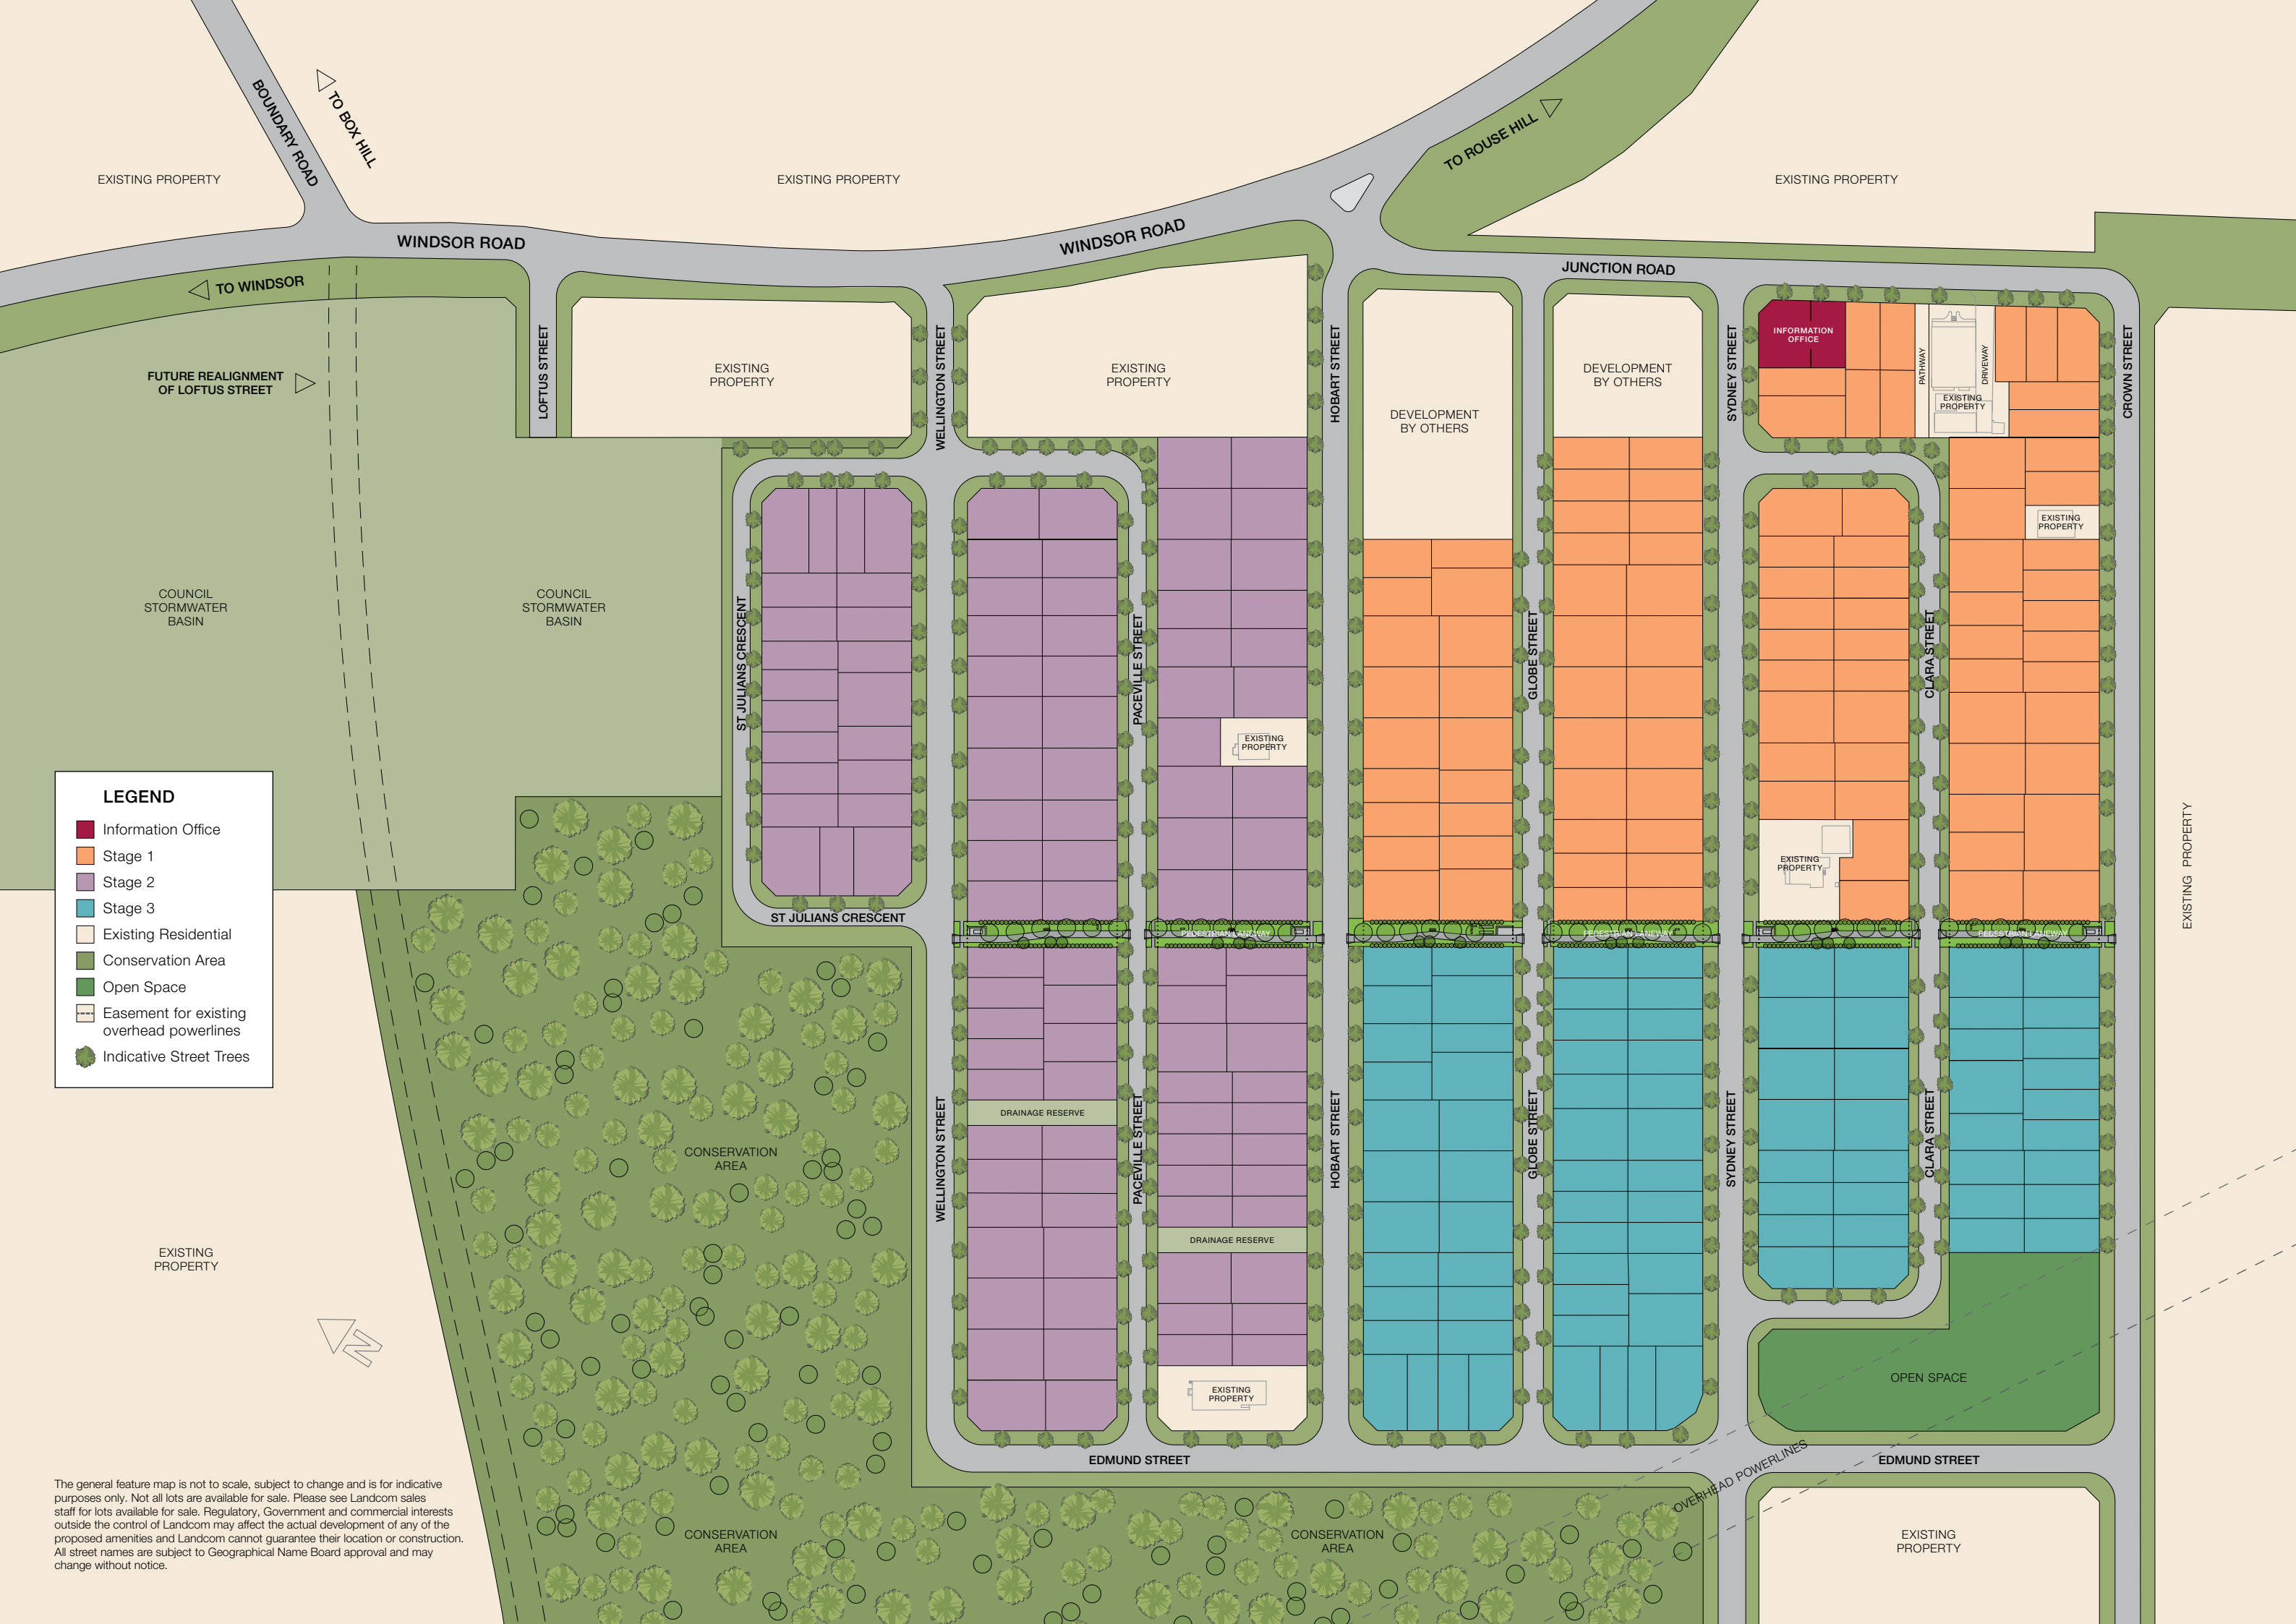 BOUNDARY ROAD
TO BOX HILL
EXISTING PROPERTY
EXISTING PROPERTY
EXISTING PROPERTY
TO ROUSE HILL
WINDSOR ROAD
WINDSOR ROAD
JUNCTION ROAD
TO WINDSOR
FUTURE REALIGNMENT
OF LOFTUS STREET
LOFTUS STREET
EXISTING
PROPERTY
WELLINGTON STREET
EXISTING
PROPERTY
HOBART STREET
DEVELOPMENT
BY OTHERS
DEVELOPMENT
BY OTHERS
SYDNEY STREET
INFORMATION
OFFICE
PATHWAY
DRIVEWAY
EXISTING
PROPERTY
CROWN STREET
EXISTING
PROPERTY
COUNCIL
STORMWATER
BASIN
COUNCIL
STORMWATER
BASIN
ST JULIANS CRESCENT
PACEVILLE STREET
GLOBE STREET
CLARA STREET
EXISTING
PROPERTY
EXISTING
PROPERTY
EXISTING PROPERTY
LEGEND
Information Office
Stage 1
Stage 2
Stage 3
Existing Residential
Conservation Area
Open Space
Easement for existing
overhead powerlines
Indicative Street Trees
ST JULIANS CRESCENT
PEDESTRIAN LANEWAY
PEDESTRIAN LANEWAY
PEDESTRIAN LANEWAY
DRAINAGE RESERVE
WELLINGTON STREET
PACEVILLE STREET
HOBART STREET
GLOBE STREET
SYDNEY STREET
CLARA STREET
CONSERVATION
AREA
DRAINAGE RESERVE
EXISTING
PROPERTY
N
EXISTING
PROPERTY
OPEN SPACE
EDMUND STREET
OVERHEAD POWERLINES
EDMUND STREET
The general feature map is not to scale, subject to change and is for indicative
purposes only. Not all lots are available for sale. Please see Landcom sales
staff for lots available for sale. Regulatory, Government and commercial interests
outside the control of Landcom may affect the actual development of any of the
proposed amenities and Landcom cannot guarantee their location or construction.
All street names are subject to Geographical Name Board approval and may
change without notice.
CONSERVATION
AREA
CONSERVATION
AREA
EXISTING
PROPERTY